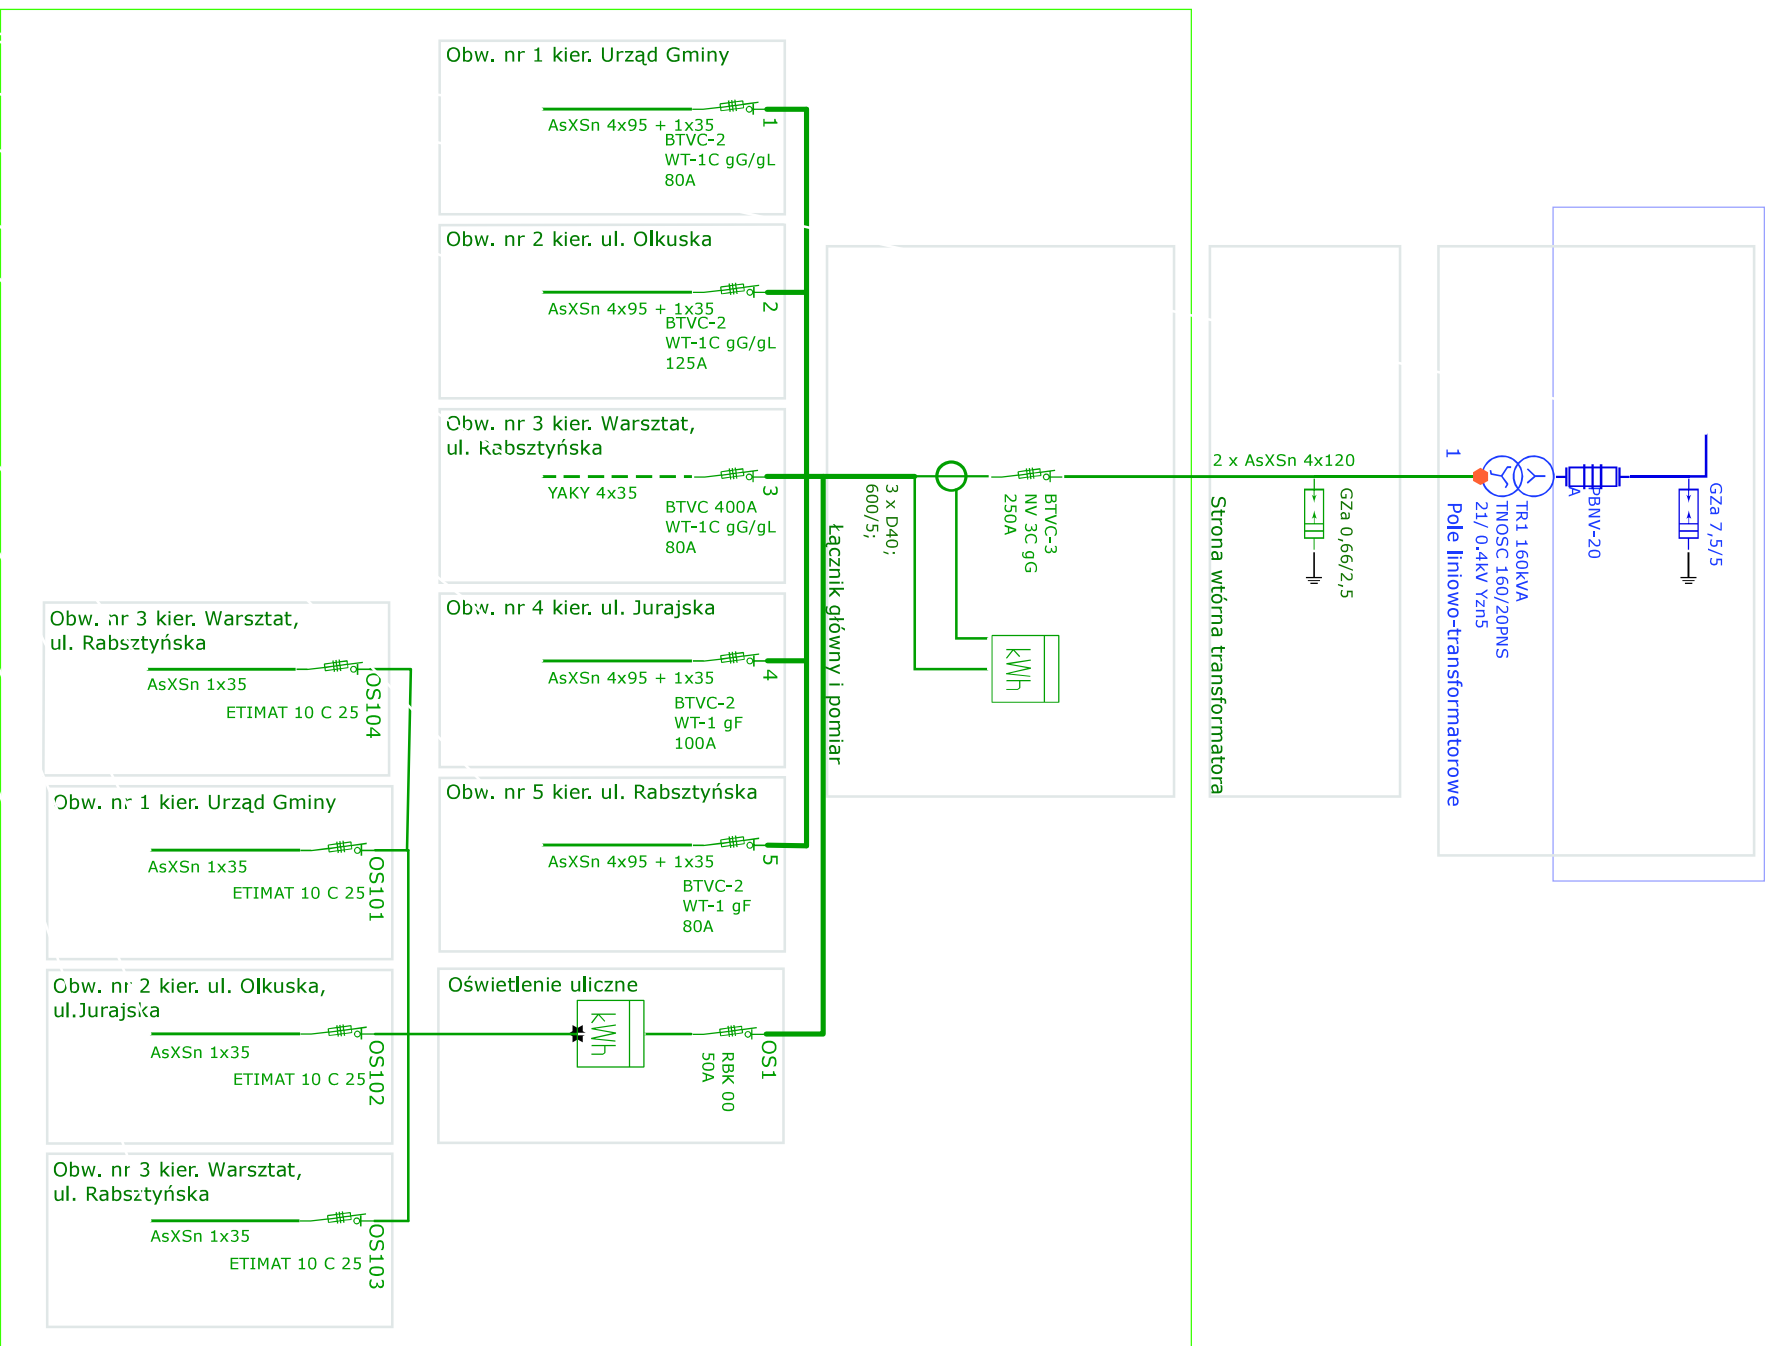 Obw. nr 1 kier. Urząd Gminy
AsXSn 4x95 + 1x35
1
BTVC-2
WT-1C gG/gL
80A
Obw. nr 2 kier. ul. Olkuska
AsXSn 4x95 + 1x35
2
BTVC-2
WT-1C gG/gL
125A
Obw. nr 3 kier. Warsztat,
ul. Rabsztyńska
YAKY 4x35
3
BTVC 400A
WT-1C gG/gL
80A
Obw. nr 4 kier. ul. Jurajska
AsXSn 4x95 + 1x35
4
BTVC-2
WT-1 gF
100A
Obw. nr 5 kier. ul. Rabsztyńska
AsXSn 4x95 + 1x35
5
BTVC-2
WT-1 gF
80A
Oświetlenie uliczne
kWh
OS1
RBK 00
50A
Obw. nr 3 kier. Warsztat,
ul. Rabsztyńska
AsXSn 1x35
ETIMAT 10 C 25
OS104
Obw. nr 1 kier. Urząd Gminy
AsXSn 1x35
ETIMAT 10 C 25
OS101
Obw. nr 2 kier. ul. Olkuska,
ul.Jurajska
AsXSn 1x35
ETIMAT 10 C 25
OS102
Obw. nr 3 kier. Warsztat,
ul. Rabsztyńska
AsXSn 1x35
ETIMAT 10 C 25
OS103
Łącznik główny i pomiar
3 x D40;
600/5;
BTVC-3
NV 3C gG
250A
kWh
2 x AsXSn 4x120
Strona wtórna transformatora
GZa 0,66/2,5
1
Pole liniowo-transformatorowe
TR1 160kVA
TNOSC 160/20PNS
21/ 0.4kV Yzn5
PBNV-20
A
GZa 7,5/5